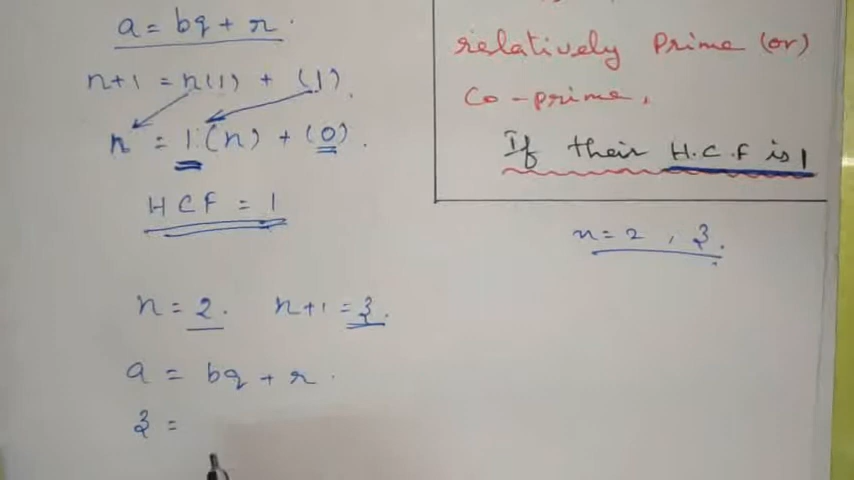 a = bq + r.
n+1 = n(1) + (1).
n = 1.(n) + (0).
HCF = 1
relatively Prime (or)
Co-prime.
If their H.C.F is 1
n = 2, 3.
n = 2. n+1 = 3.
a = bq + r.
3 =